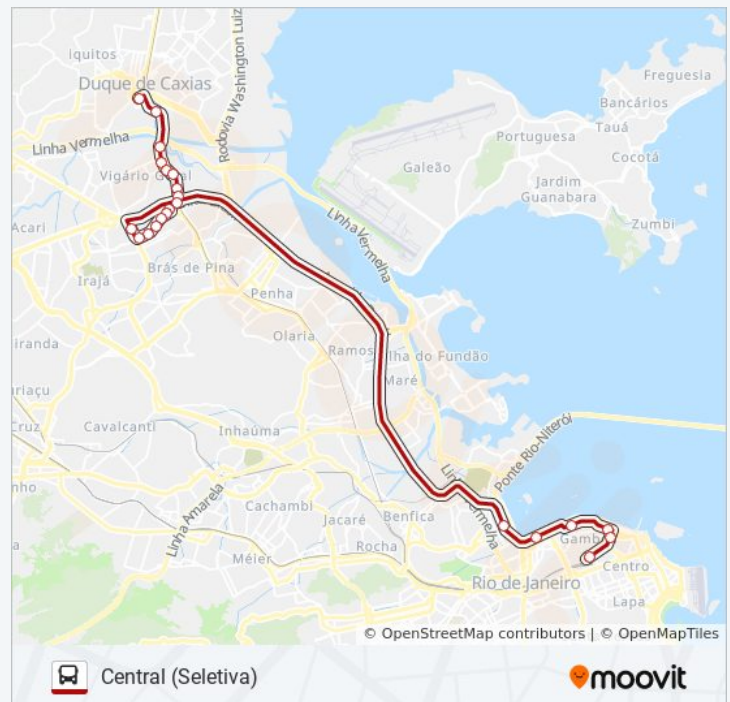 iquitos
Duque de Caxias
Rodovia Washington Luiz
Freguesia
Bancários
Tauá
Cocotá
Portuguesa
Galeão
Jardim
Guanabara
Zumbi
Linha Vermelha
Vigário Geral
Linha Vermelha
Acari
Irajá
Brás de Pina
Penha
Olaria
Ramos
Ilha do Fundão
Maré
iranda
uriaçu
Cruz
Cavalcanti
Inhaúma
Ponte Rio-Niterói
nho
Linha Amarela
Cachambi
Jacaré
Benfica
Linha Vermelha
Rocha
Méier
Gamb
Centro
Rio de Janeiro
Lapa
© OpenStreetMap contributors | © OpenMapTiles
Central (Seletiva)
moovit